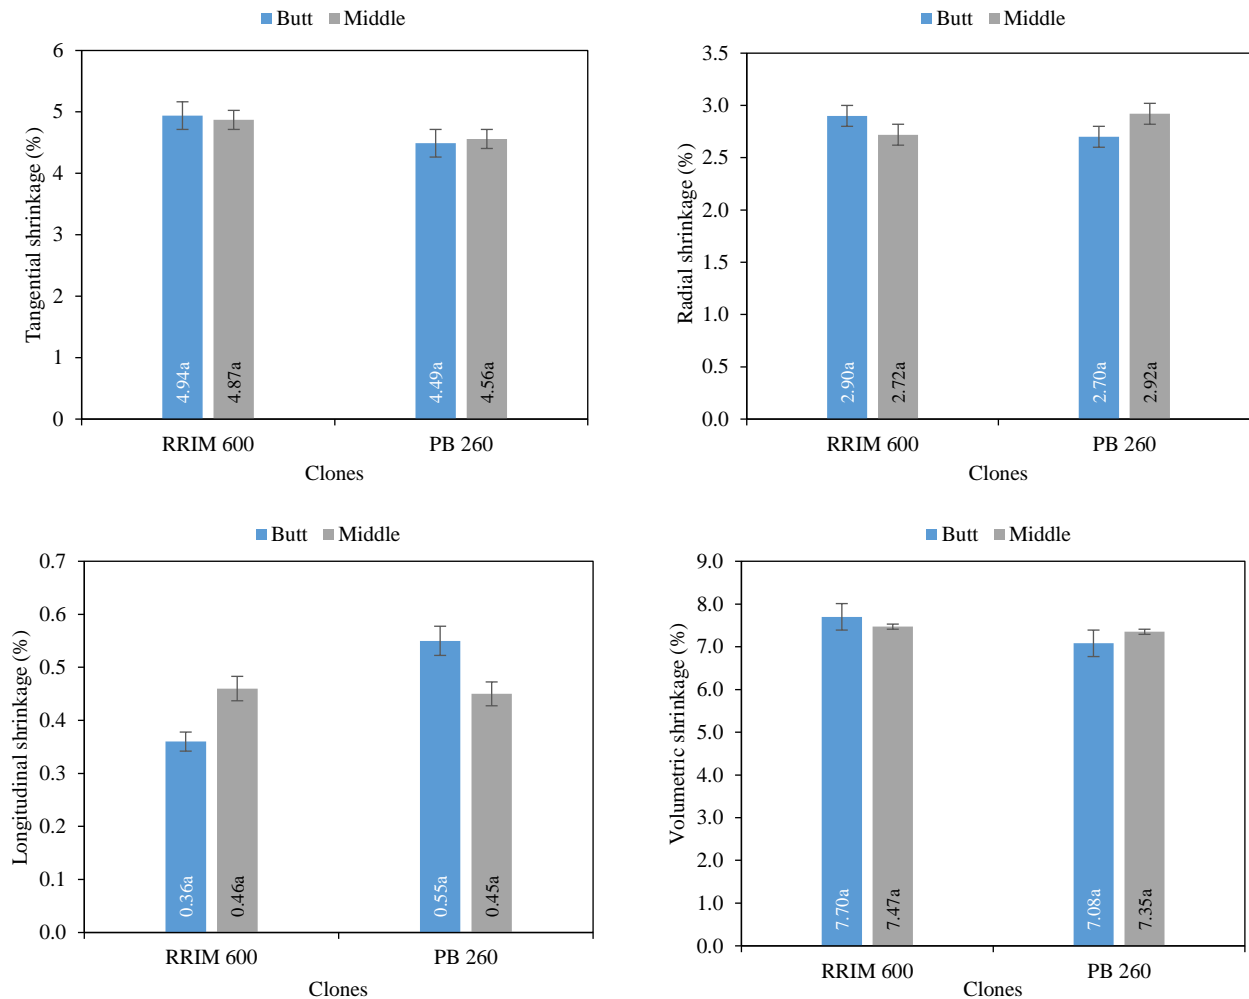 Butt Middle
Tangential shrinkage (%)
6
5
4
3
2
1
0
4.94a
4.87a
4.49a
4.56a
RRIM 600 PB 260
Clones
Butt Middle
Radial shrinkage (%)
3.5
3.0
2.5
2.0
1.5
1.0
0.5
0.0
2.90a
2.72a
2.70a
2.92a
RRIM 600 PB 260
Clones
Butt Middle
Longitudinal shrinkage (%)
0.7
0.6
0.5
0.4
0.3
0.2
0.1
0.0
0.36a
0.46a
0.55a
0.45a
RRIM 600 PB 260
Clones
Butt Middle
Volumetric shrinkage (%)
9.0
8.0
7.0
6.0
5.0
4.0
3.0
2.0
1.0
0.0
7.70a
7.47a
7.08a
7.35a
RRIM 600 PB 260
Clones